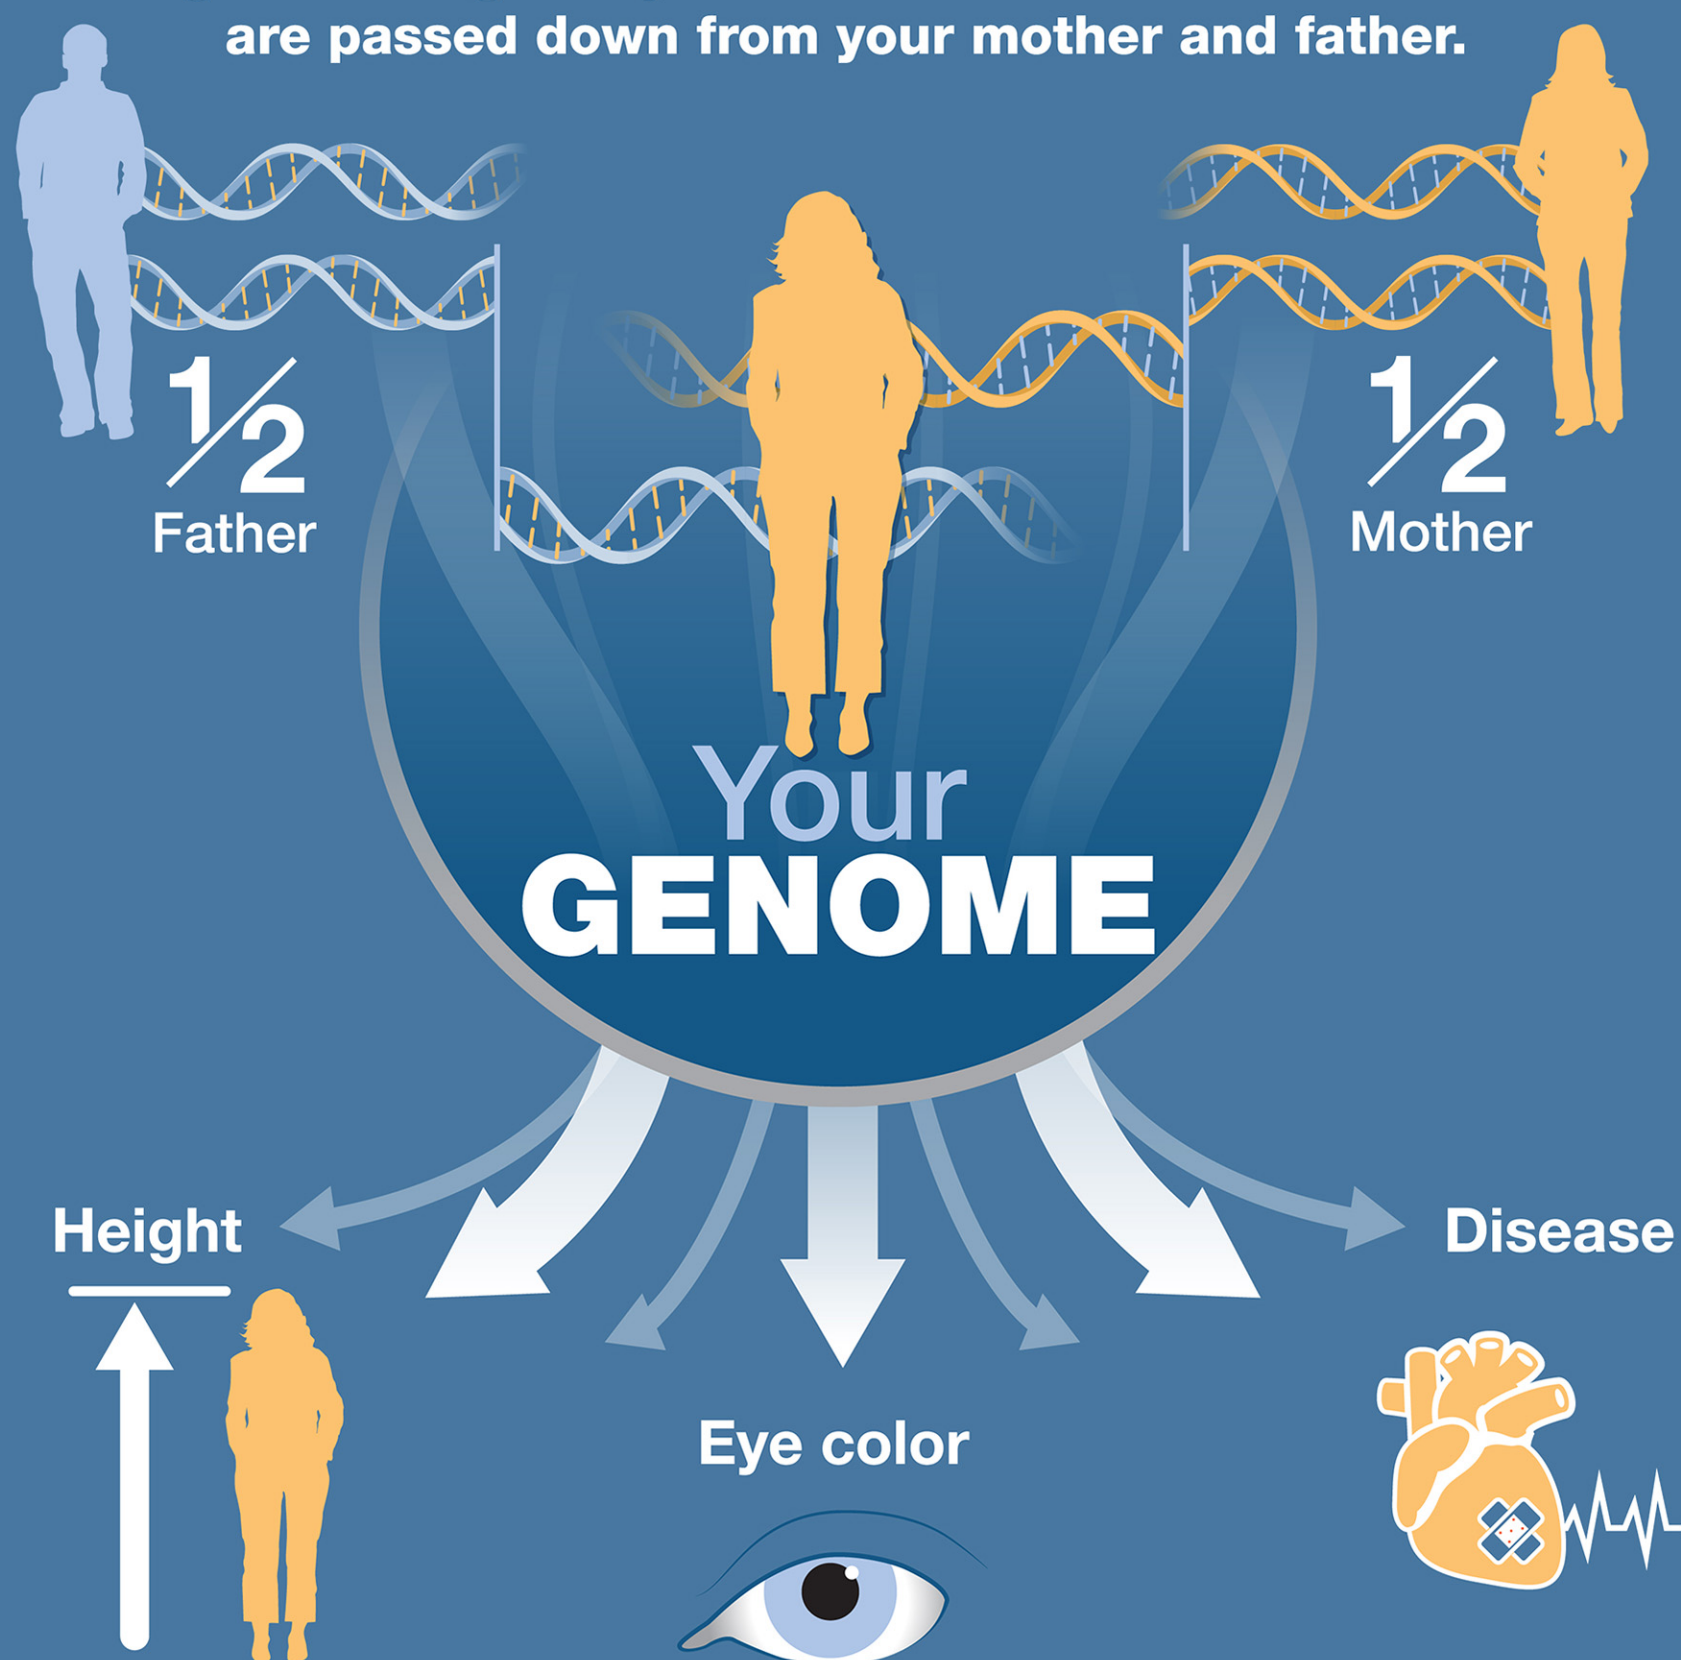 are passed down from your mother and father.
1/2
Father
1/2
Mother
Your
GENOME
Height
Disease
Eye color